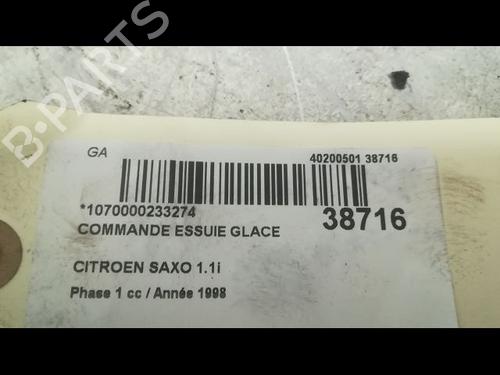 B-PARTS
GA
40200501 38716
*1070000233274
38716
COMMANDE ESSUIE GLACE
CITROEN SAXO 1.1i
Phase 1 cc / Année 1998